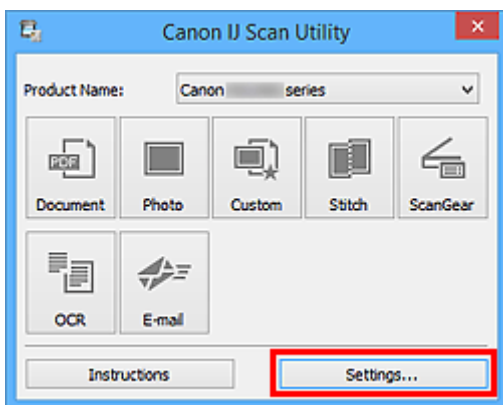 Canon IJ Scan Utility
Product Name: Canon series
Document Photo Custom Stitch ScanGear
PDF
OCR E-mail
Instructions Settings...